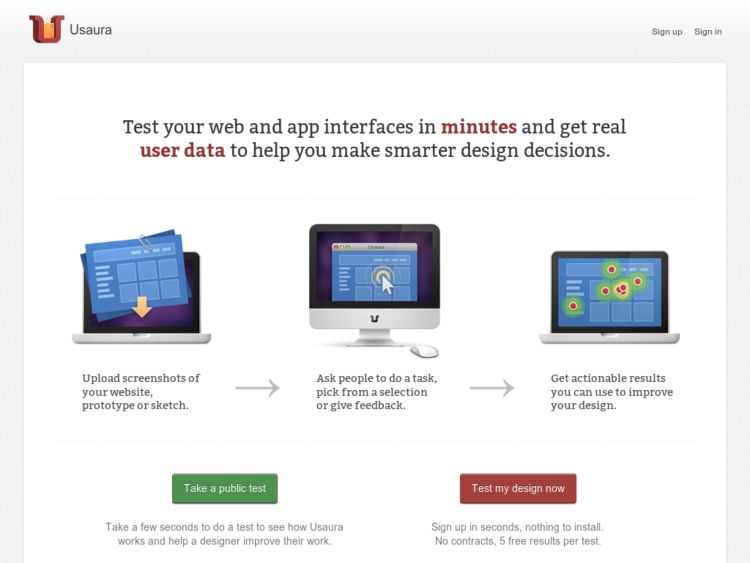 Usaura
Sign up
Sign in
Test your web and app interfaces in minutes and get real
user data to help you make smarter design decisions.
Usaura
Upload screenshots of
your website,
prototype or sketch.
Ask people to do a task,
pick from a selection
or give feedback.
Get actionable results
you can use to improve
your design.
Take a public test
Test my design now
Take a few seconds to do a test to see how Usaura
works and help a designer improve their work.
Sign up in seconds, nothing to install.
No contracts, 5 free results per test.